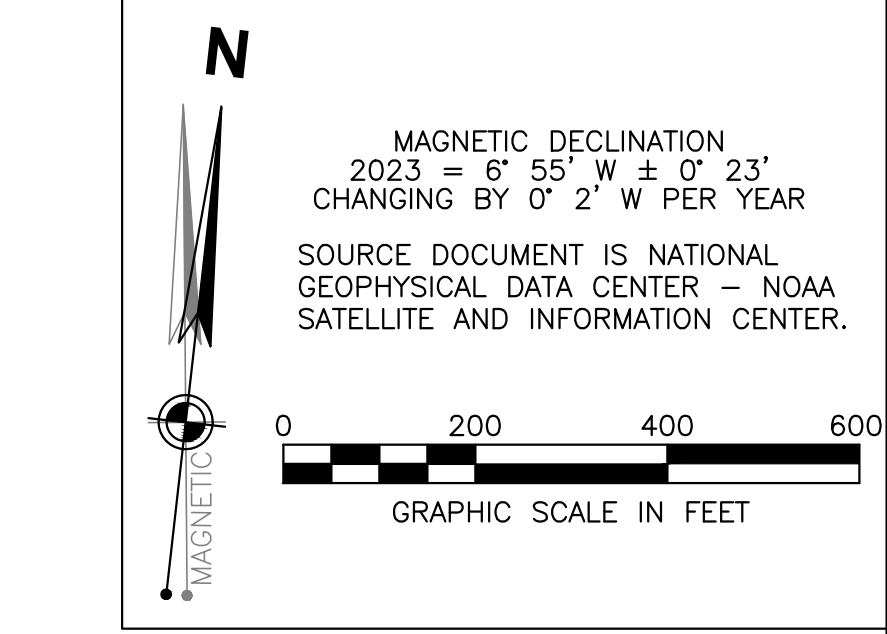 N
MAGNETIC DECLINATION
2023 = 6° 55' W ± 0° 23'
CHANGING BY 0° 2' W PER YEAR
SOURCE DOCUMENT IS NATIONAL
GEOPHYSICAL DATA CENTER – NOAA
SATELLITE AND INFORMATION CENTER.
MAGNETIC
0 200 400 600
GRAPHIC SCALE IN FEET